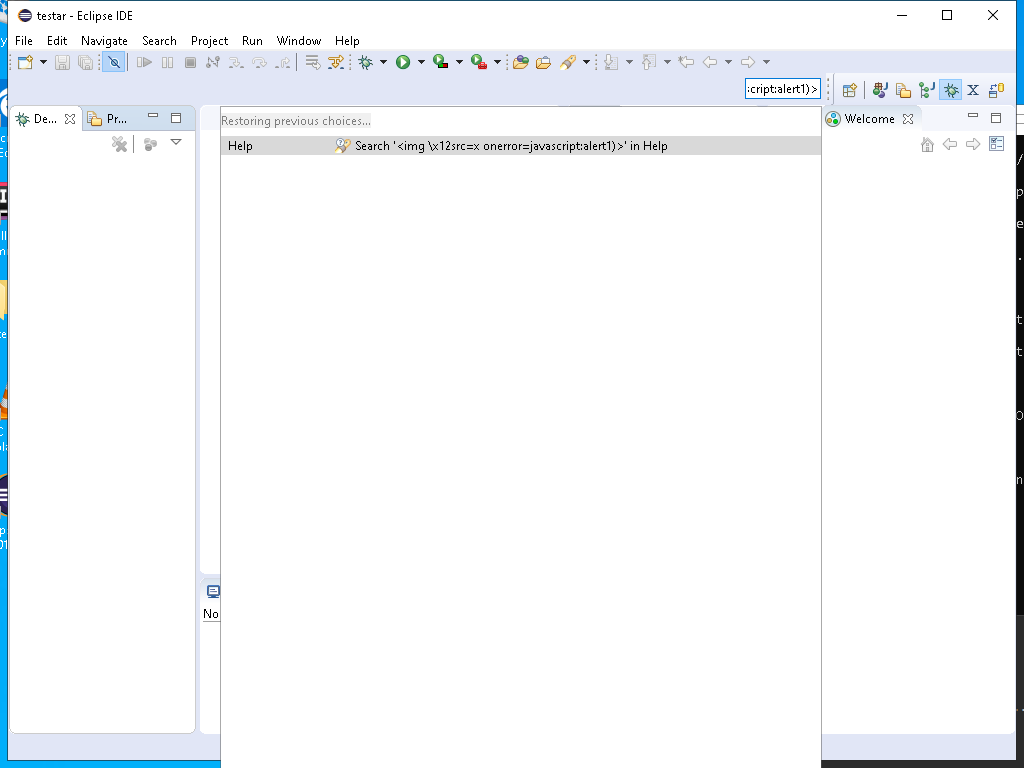 testar - Eclipse IDE
File Edit Navigate Search Project Run Window Help
:cript:alert1)>
De... Pr... Welcome
Restoring previous choices...
Help Search '<img \x12src=x onerror=javascript:alert1)>' in Help
No